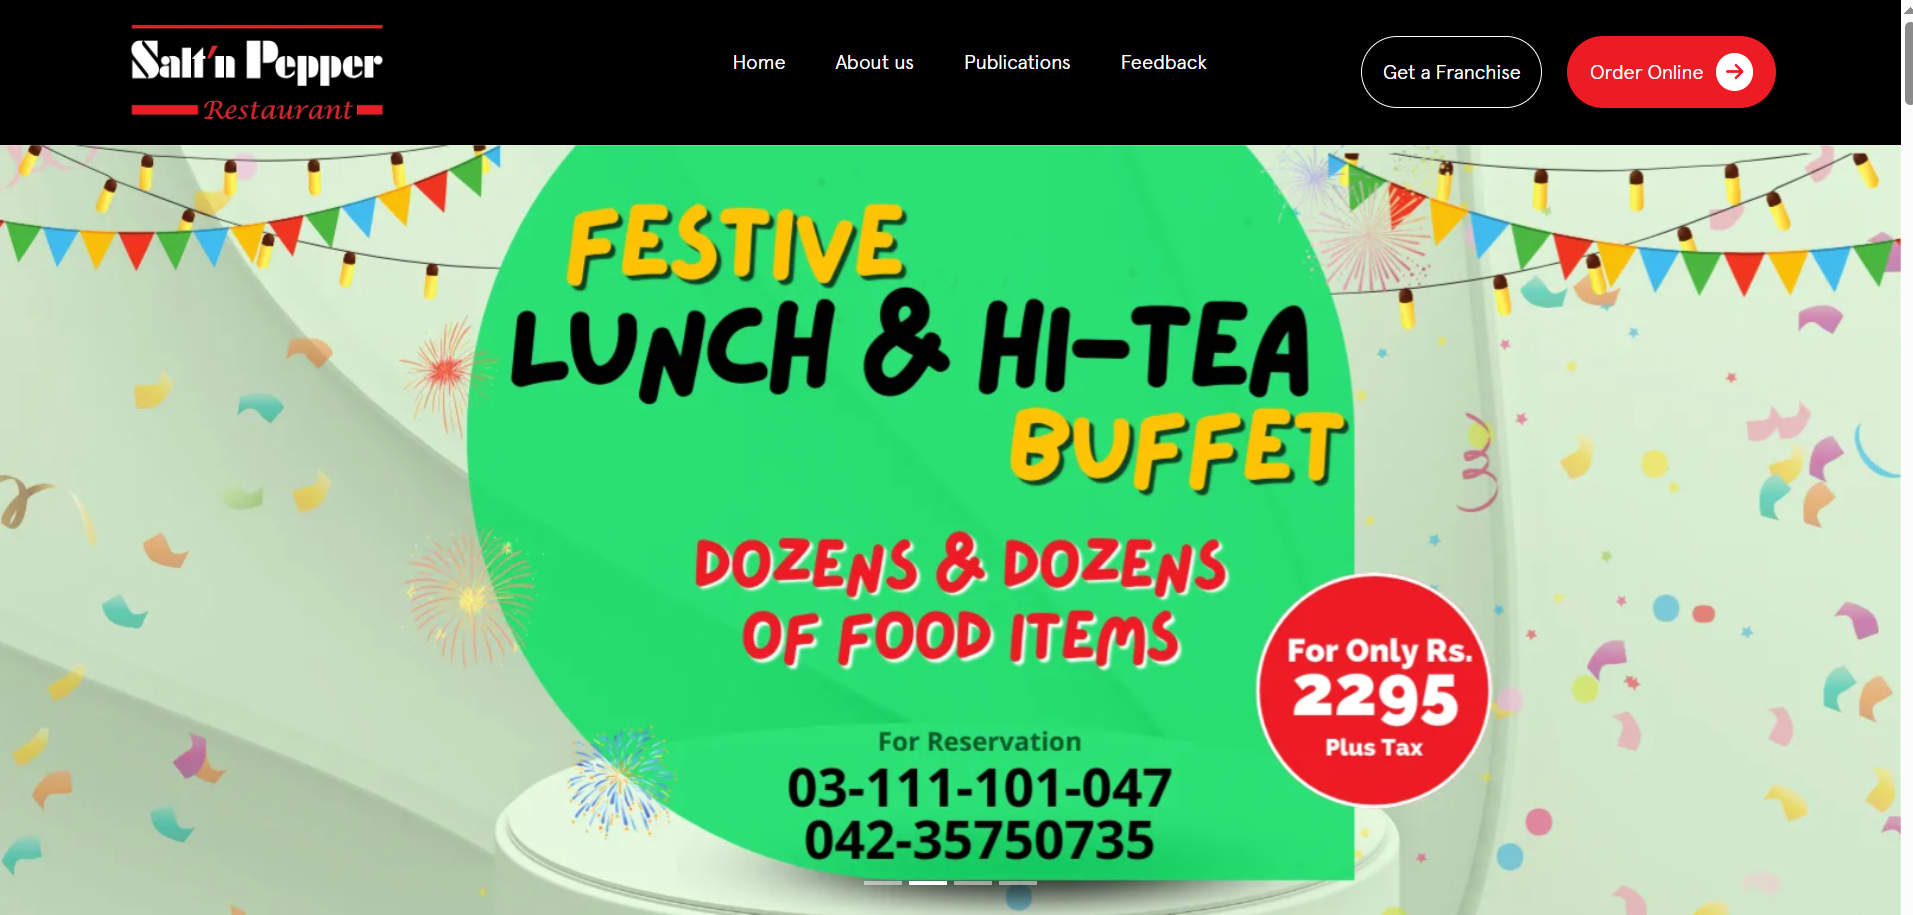 Salt'n Pepper
Restaurant
Home
About us
Publications
Feedback
Get a Franchise
Order Online
FESTIVE
LUNCH & HI-TEA
BUFFET
DOZENS & DOZENS
OF FOOD ITEMS
For Only Rs.
2295
Plus Tax
For Reservation
03-111-101-047
042-35750735